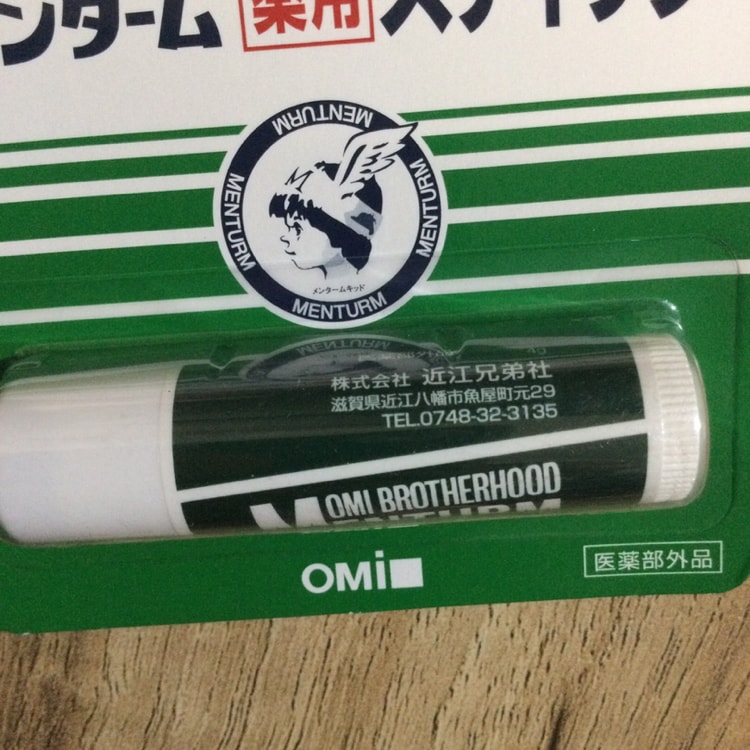 ンターム 薬用 スティック
MENTURM
MENTURM
MENTURM
MENTURM
メンタームキッド
株式会社 近江兄弟社
滋賀県近江八幡市魚屋町元29
TEL.0748-32-3135
OMI BROTHERHOOD
MENTURM
OMI
医薬部外品